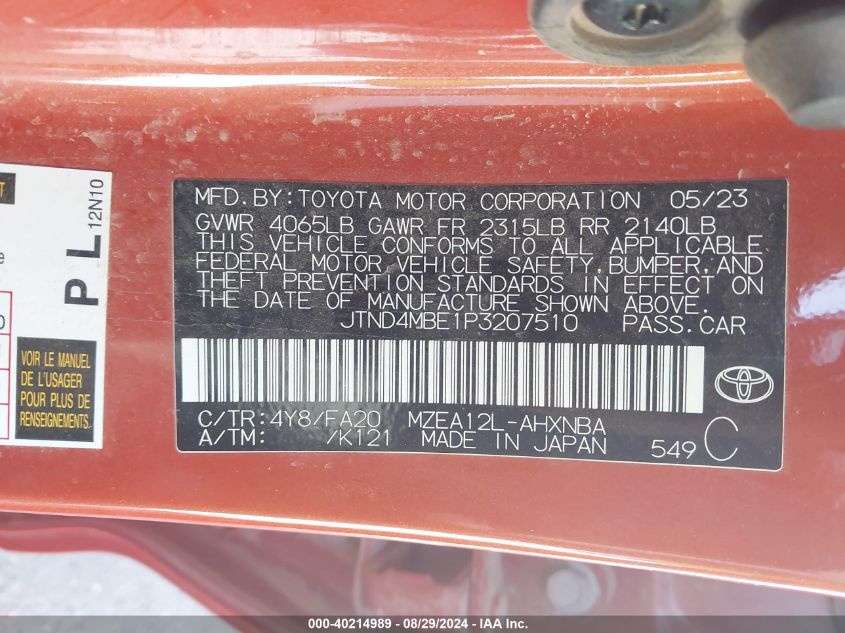 MFD.BY:TOYOTA MOTOR CORPORATION 05/23
GVWR 4065LB GAWR FR 2315LB RR 2140LB
THIS VEHICLE CONFORMS TO ALL APPLICABLE
FEDERAL MOTOR VEHICLE SAFETY,BUMPER,AND
THEFT PREVENTION STANDARDS IN EFFECT ON
THE DATE OF MANUFACTURE SHOWN ABOVE.
JTND4MBE1P3207510 PASS.CAR
C/TR:4Y8/FA20 MZEA12L-AHXNBA
A/TM: /K121 MADE IN JAPAN 549 C
P L
12N10
VOIR LE MANUEL
DE L'USAGER
POUR PLUS DE
RENSEIGNEMENTS.
000-40214989 - 08/29/2024 - IAA Inc.